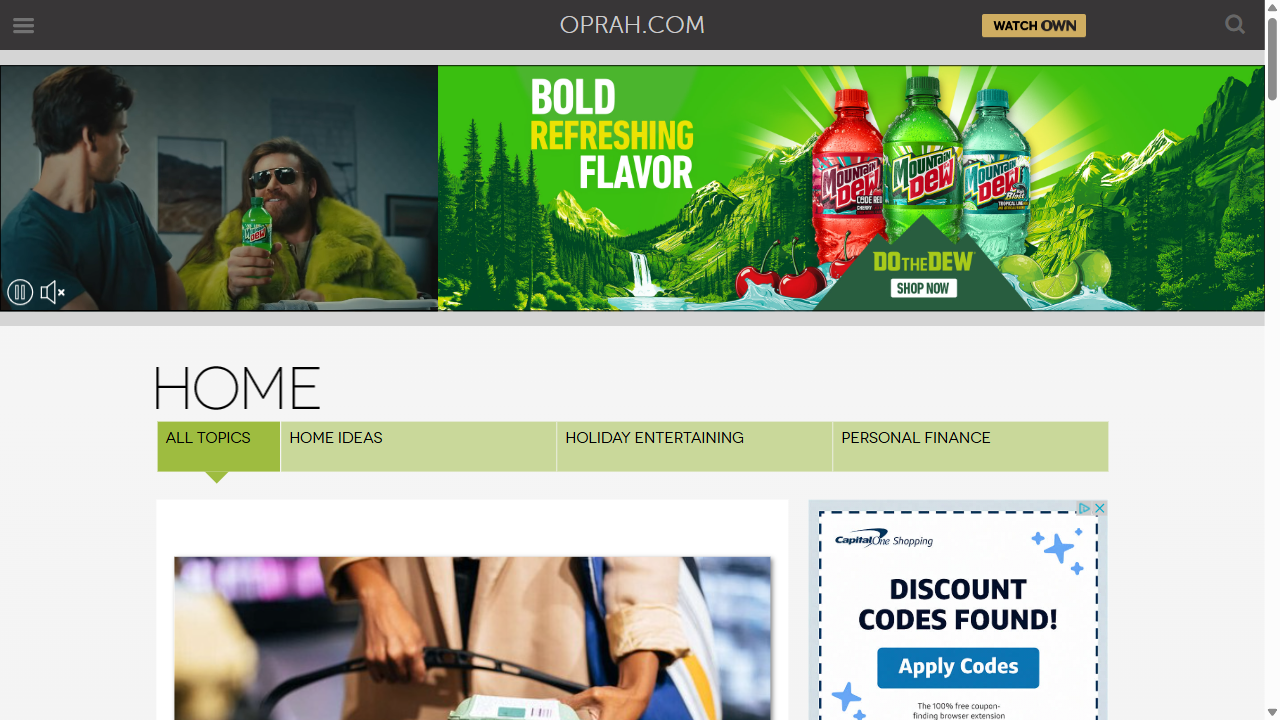 OPRAH.COM
WATCH OWN
BOLD
REFRESHING
FLAVOR
MOUNTAIN
DEW
CODE RED
CHERRY
MOUNTAIN
DEW
MOUNTAIN
DEW
DO THE DEW
SHOP NOW
HOME
ALL TOPICS
HOME IDEAS
HOLIDAY ENTERTAINING
PERSONAL FINANCE
Capital One Shopping
DISCOUNT
CODES FOUND!
Apply Codes
The 100% free coupon-
finding browser extension